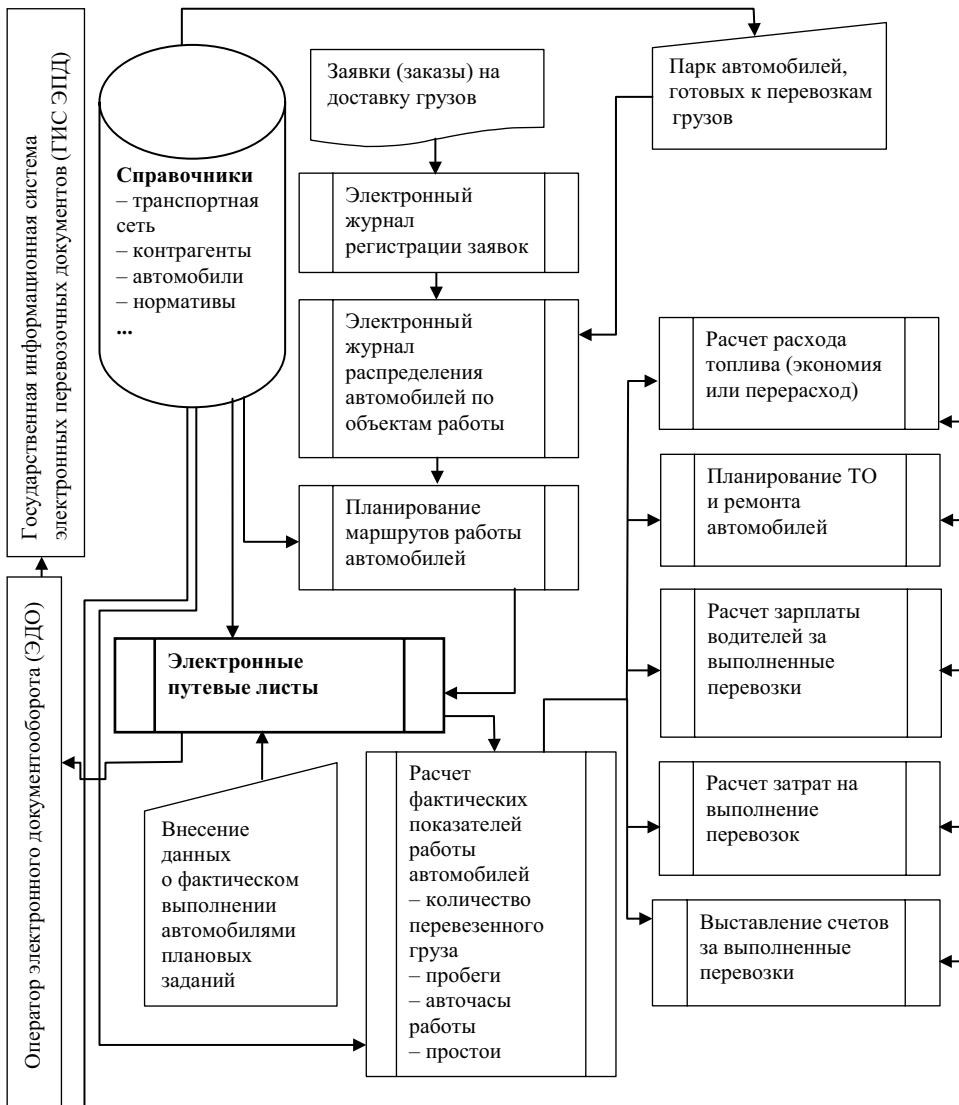 Государственная информационная система
электронных перевозочных документов (ГИС ЭПД)
Оператор электронного документооборота (ЭДО)
Справочники
– транспортная
сеть
– контрагенты
– автомобили
– нормативы
...
Заявки (заказы) на
доставку грузов
Парк автомобилей,
готовых к перевозкам
грузов
Электронный
журнал
регистрации заявок
Электронный
журнал
распределения
автомобилей по
объектам работы
Планирование
маршрутов работы
автомобилей
Электронные
путевые листы
Внесение
данных
о фактическом
выполнении
автомобилями
плановых
заданий
Расчет
фактических
показателей
работы
автомобилей
– количество
перевезенного
груза
– пробеги
– авточасы
работы
– простои
Расчет расхода
топлива (экономия
или перерасход)
Планирование ТО
и ремонта
автомобилей
Расчет зарплаты
водителей за
выполненные
перевозки
Расчет затрат на
выполнение
перевозок
Выставление счетов
за выполненные
перевозки